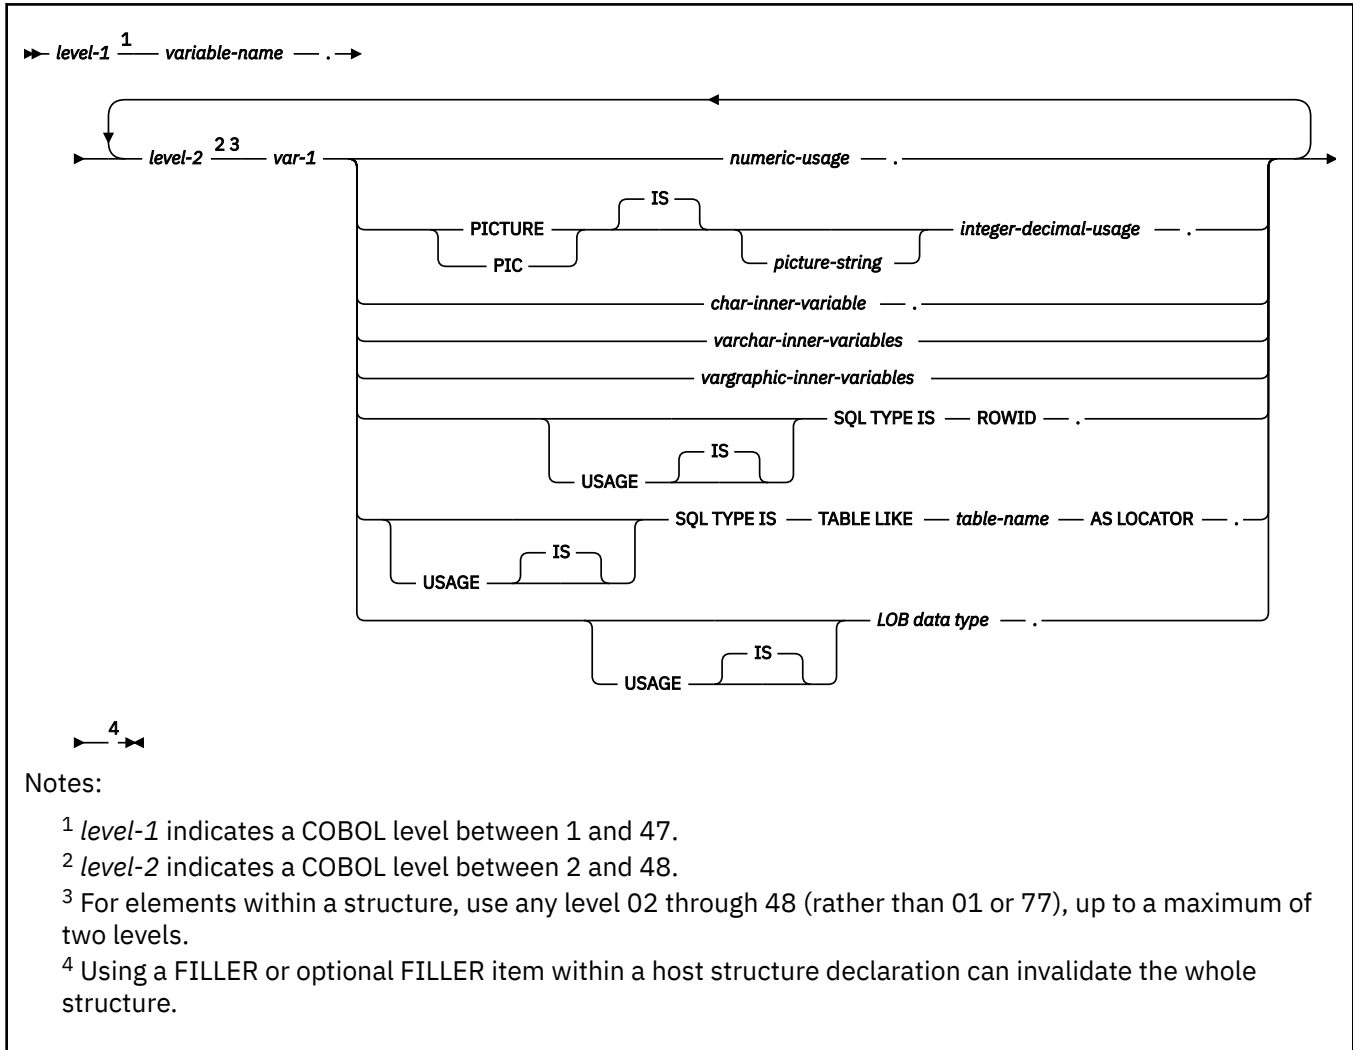 level-1 1 variable-name .
level-2 2 3 var-1 numeric-usage .
IS
PICTURE integer-decimal-usage .
PIC picture-string
char-inner-variable .
varchar-inner-variables
vargraphic-inner-variables
SQL TYPE IS ROWID .
IS
USAGE
SQL TYPE IS TABLE LIKE table-name AS LOCATOR .
IS
USAGE
LOB data type .
IS
USAGE
4
Notes:
1 level-1 indicates a COBOL level between 1 and 47.
2 level-2 indicates a COBOL level between 2 and 48.
3 For elements within a structure, use any level 02 through 48 (rather than 01 or 77), up to a maximum of
two levels.
4 Using a FILLER or optional FILLER item within a host structure declaration can invalidate the whole
structure.